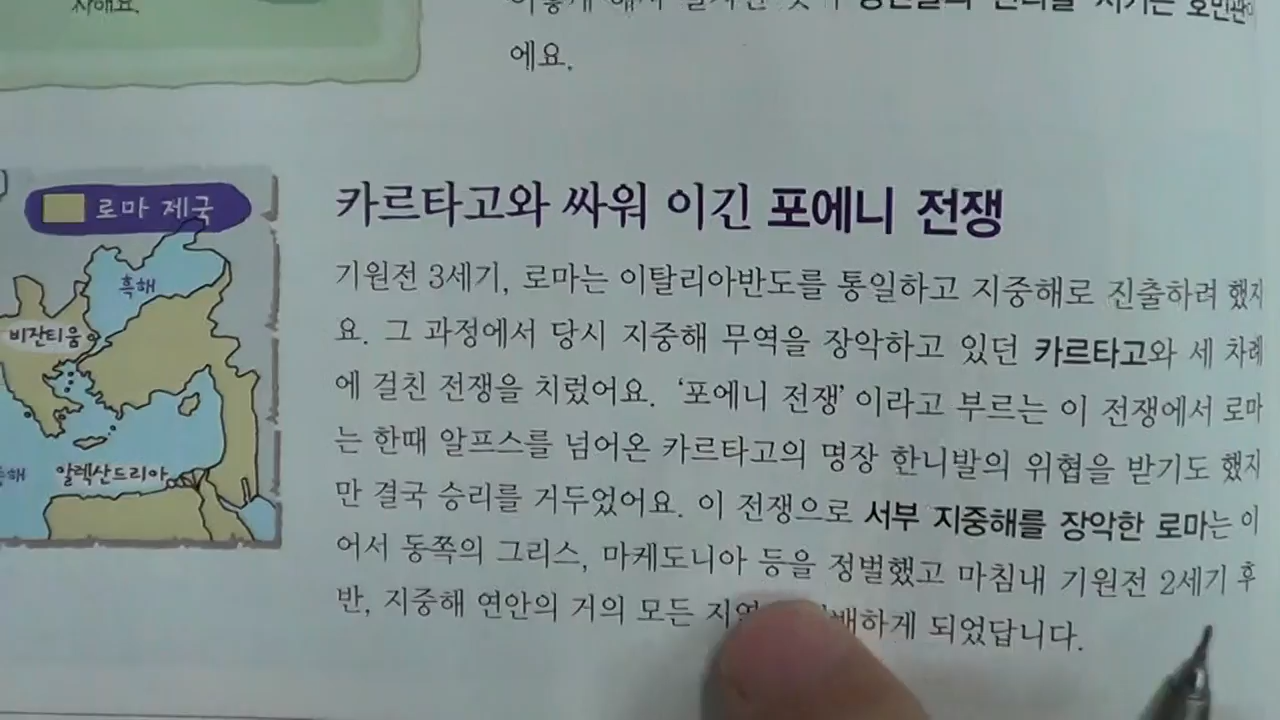 자해요.
에요.
로마 제국
흑해
비잔티움
알렉산드리아
카르타고와 싸워 이긴 포에니 전쟁
기원전 3세기, 로마는 이탈리아반도를 통일하고 지중해로 진출하려 했지
요. 그 과정에서 당시 지중해 무역을 장악하고 있던 카르타고와 세 차례
에 걸친 전쟁을 치렀어요. ‘포에니 전쟁’ 이라고 부르는 이 전쟁에서 로마
는 한때 알프스를 넘어온 카르타고의 명장 한니발의 위협을 받기도 했지
만 결국 승리를 거두었어요. 이 전쟁으로 서부 지중해를 장악한 로마는 이
어서 동쪽의 그리스, 마케도니아 등을 정벌했고 마침내 기원전 2세기 후
반, 지중해 연안의 거의 모든 되었답니다.